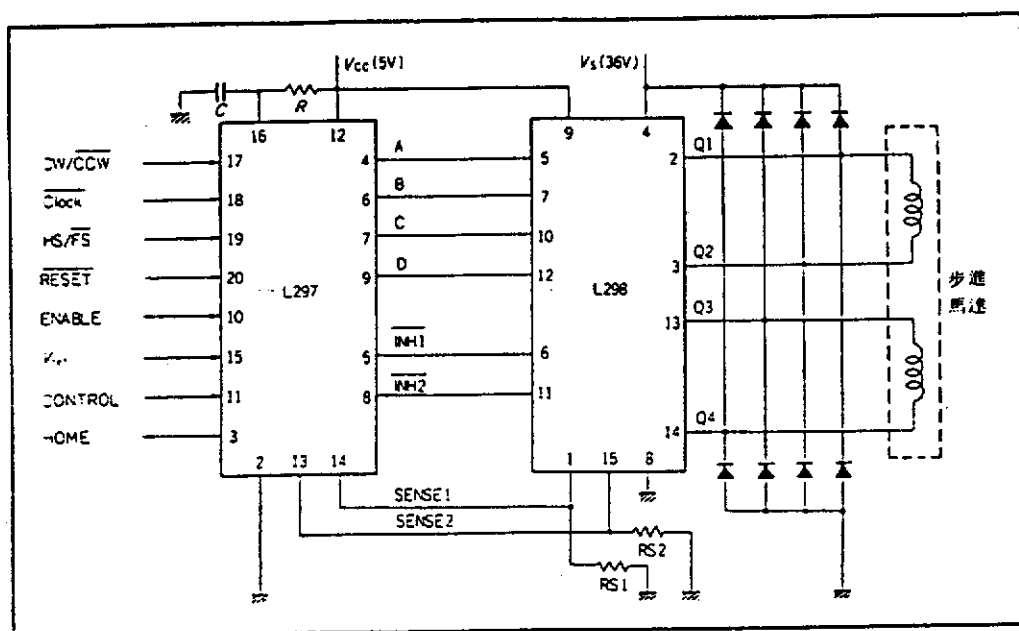 Vcc (5V)
Vs (36V)
C
R
16
12
9
4
CW/CCW
17
4
A
5
2
Q1
Clock
18
6
B
7
HS/FS
19
7
C
10
RESET
20
9
D
12
3
Q2
L297
L298
步進
馬達
ENABLE
10
13
Q3
15
5
INH1
6
CONTROL
11
8
INH2
11
HOME
3
14
Q4
2
13
14
1
15
8
SENSE1
SENSE2
RS2
RS1